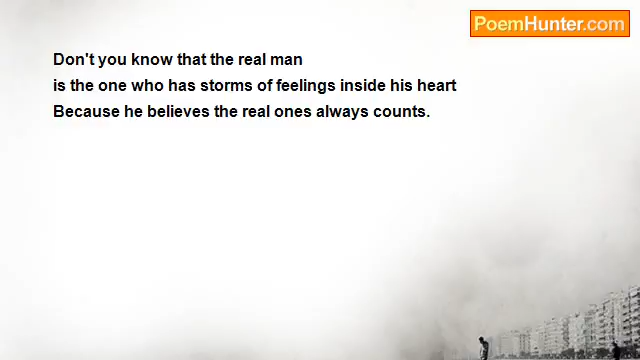 PoemHunter.com
Don't you know that the real man
is the one who has storms of feelings inside his heart
Because he believes the real ones always counts.